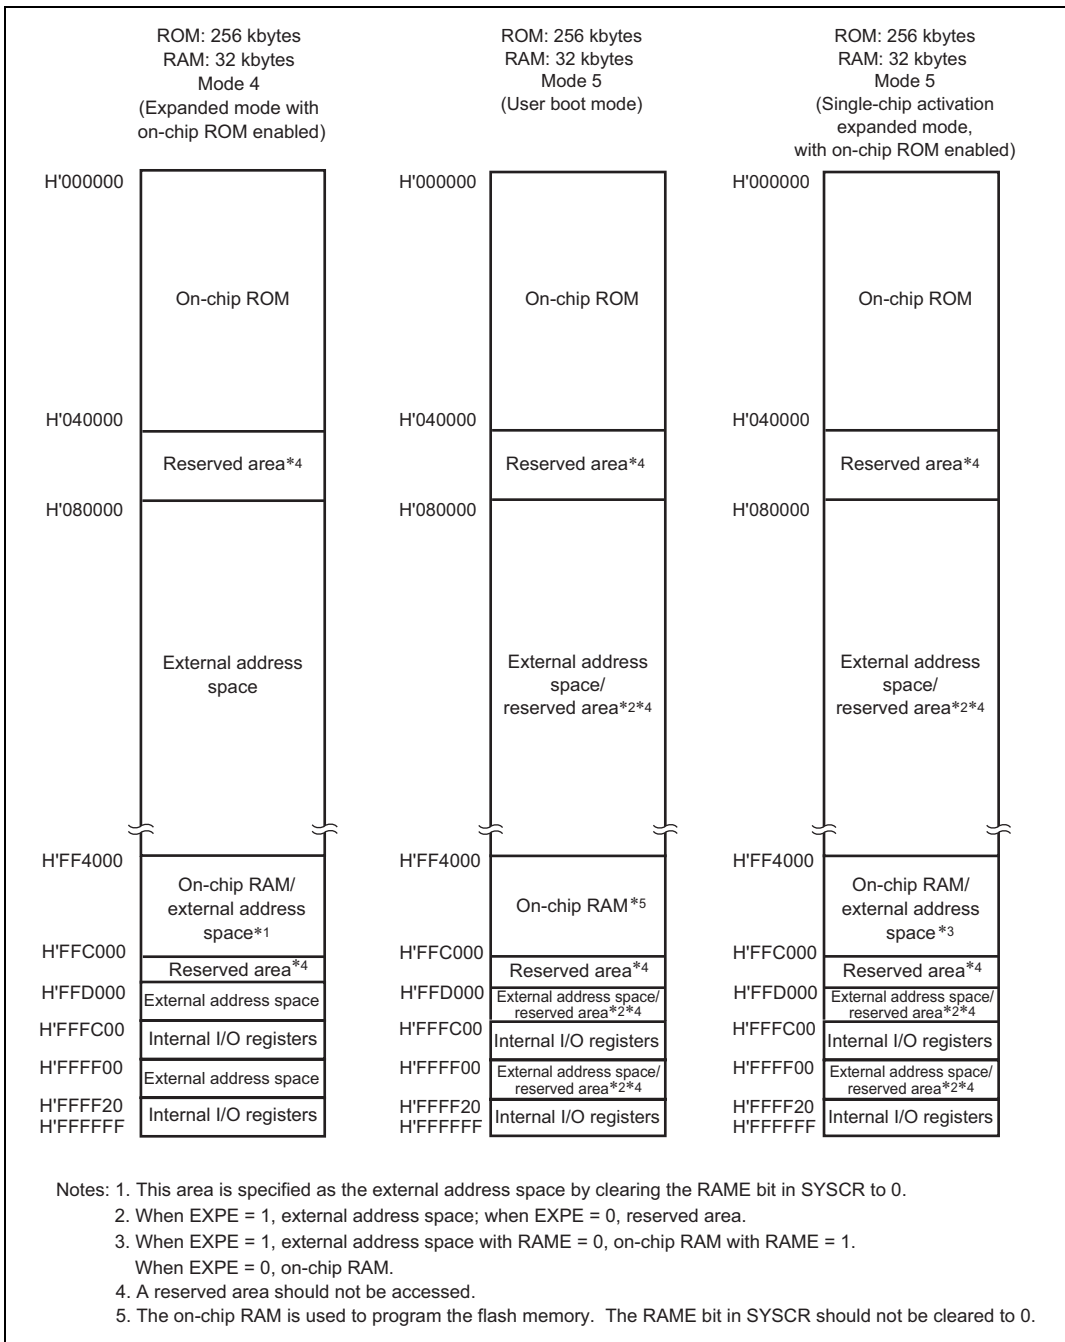 ROM: 256 kbytes
RAM: 32 kbytes
Mode 4
(Expanded mode with
on-chip ROM enabled)
H'000000
On-chip ROM
H'040000
Reserved area*4
H'080000
External address
space
H'FF4000
On-chip RAM/
external address
space*1
H'FFC000
Reserved area*4
H'FFD000
External address space
H'FFFC00
Internal I/O registers
H'FFFF00
External address space
H'FFFF20
Internal I/O registers
H'FFFFFF
ROM: 256 kbytes
RAM: 32 kbytes
Mode 5
(User boot mode)
H'000000
On-chip ROM
H'040000
Reserved area*4
H'080000
External address
space/
reserved area*2*4
H'FF4000
On-chip RAM*5
H'FFC000
Reserved area*4
H'FFD000
External address space/
reserved area*2*4
H'FFFC00
Internal I/O registers
H'FFFF00
External address space/
reserved area*2*4
H'FFFF20
Internal I/O registers
H'FFFFFF
ROM: 256 kbytes
RAM: 32 kbytes
Mode 5
(Single-chip activation
expanded mode,
with on-chip ROM enabled)
H'000000
On-chip ROM
H'040000
Reserved area*4
H'080000
External address
space/
reserved area*2*4
H'FF4000
On-chip RAM/
external address
space*3
H'FFC000
Reserved area*4
H'FFD000
External address space/
reserved area*2*4
H'FFFC00
Internal I/O registers
H'FFFF00
External address space/
reserved area*2*4
H'FFFF20
Internal I/O registers
H'FFFFFF
Notes: 1. This area is specified as the external address space by clearing the RAME bit in SYSCR to 0.
2. When EXPE = 1, external address space; when EXPE = 0, reserved area.
3. When EXPE = 1, external address space with RAME = 0, on-chip RAM with RAME = 1.
When EXPE = 0, on-chip RAM.
4. A reserved area should not be accessed.
5. The on-chip RAM is used to program the flash memory. The RAME bit in SYSCR should not be cleared to 0.